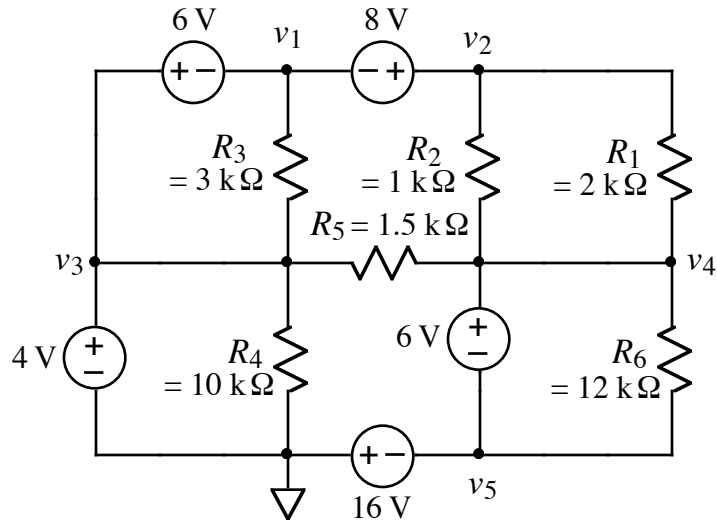 6 V
v1
8 V
v2
R3
= 3 kΩ
R2
= 1 kΩ
R1
= 2 kΩ
R5 = 1.5 kΩ
v3
v4
4 V
+
−
R4
= 10 kΩ
6 V
+
−
R6
= 12 kΩ
+ −
16 V
v5
+ −
− +